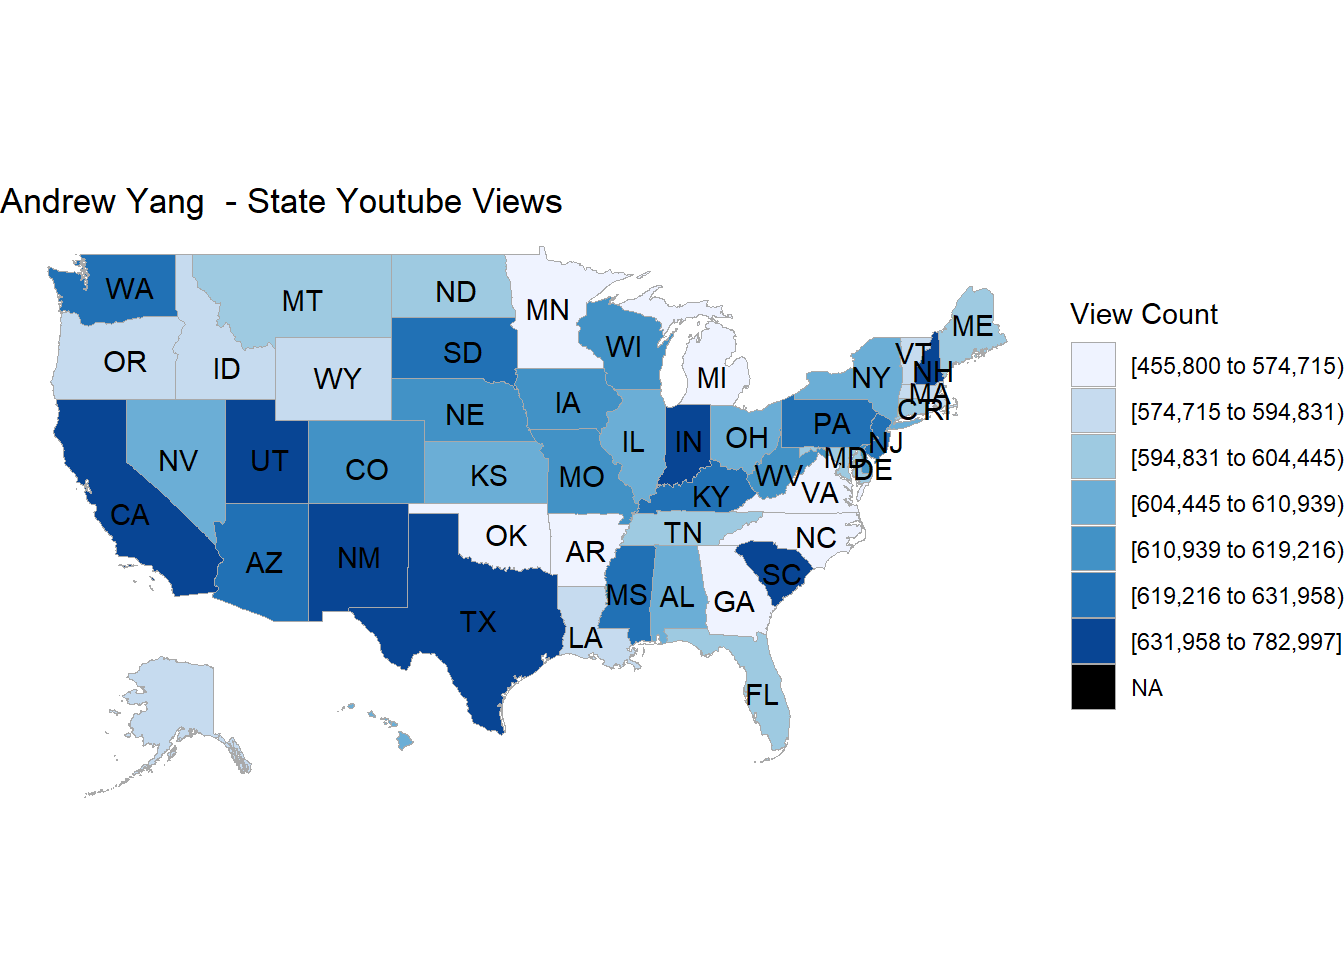 Andrew Yang  - State Youtube Views
WA
MT
ND
MN
ME
VT
NH
OR
ID
WY
SD
WI
MI
NY
MA
CT
RI
NE
IA
PA
NJ
NV
UT
CO
KS
IL
IN
OH
MD
DE
MO
WV
KY
VA
CA
AZ
NM
OK
AR
TN
NC
TX
LA
MS
AL
GA
SC
FL
View Count
[455,800 to 574,715)
[574,715 to 594,831)
[594,831 to 604,445)
[604,445 to 610,939)
[610,939 to 619,216)
[619,216 to 631,958)
[631,958 to 782,997]
NA